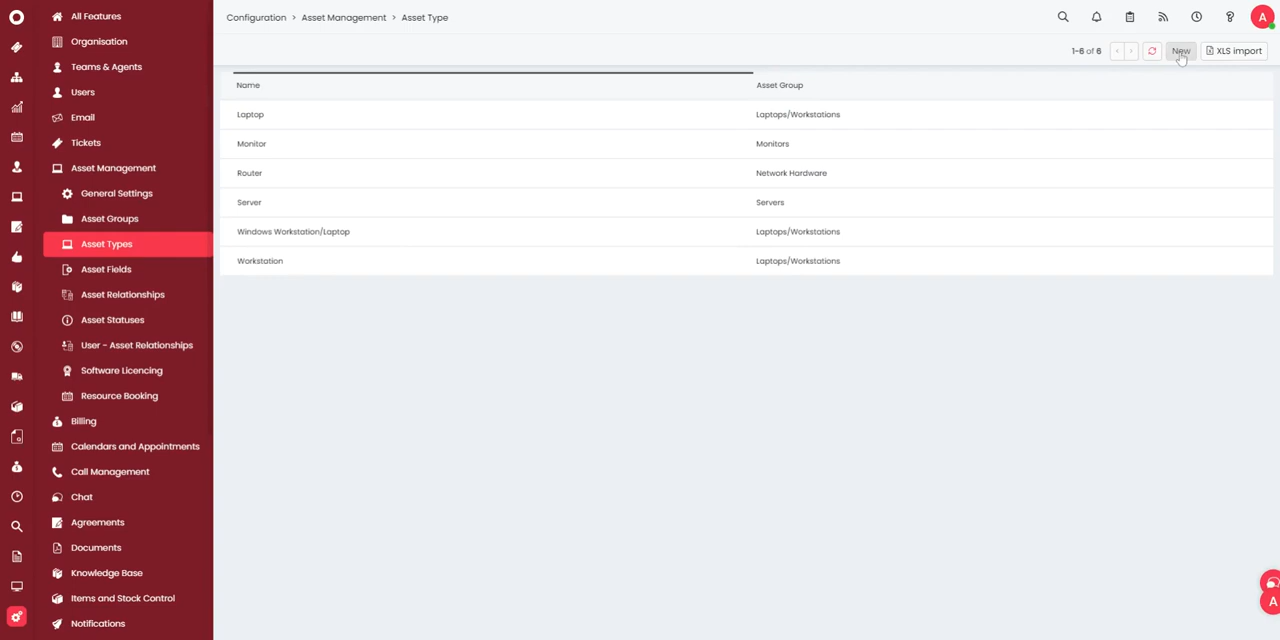 Configuration > Asset Management > Asset Type
A
1-6 of 6
New
XLS import
All Features
Organisation
Teams & Agents
Users
Email
Tickets
Asset Management
General Settings
Asset Groups
Asset Types
Asset Fields
Asset Relationships
Asset Statuses
User - Asset Relationships
Software Licencing
Resource Booking
Billing
Calendars and Appointments
Call Management
Chat
Agreements
Documents
Knowledge Base
Items and Stock Control
Notifications
Name Asset Group
Laptop Laptops/Workstations
Monitor Monitors
Router Network Hardware
Server Servers
Windows Workstation/Laptop Laptops/Workstations
Workstation Laptops/Workstations
A